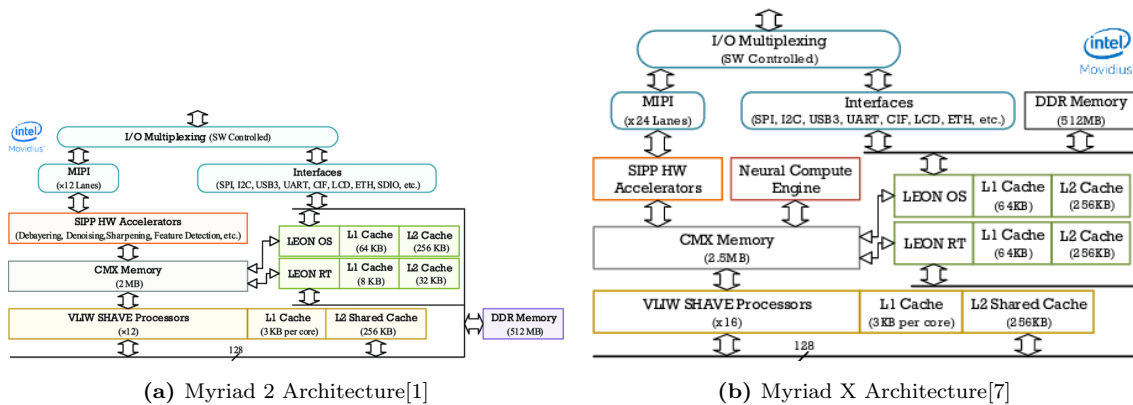 I/O Multiplexing (SW Controlled)
intel
Movidius™
MIPI
(×12 Lanes)
Interfaces
(SPI, I2C, USB3, UART, CIF, LCD, ETH, SDIO, etc.)
SIPP HW Accelerators
(Debayering, Denoising,Sharpening, Feature Detection, etc.)
LEON OS
L1 Cache
(64 KB)
L2 Cache
(256 KB)
CMX Memory
(2 MB)
LEON RT
L1 Cache
(8 KB)
L2 Cache
(32 KB)
VLIW SHAVE Processors
(×12)
L1 Cache
(3 KB per core)
L2 Shared Cache
(256 KB)
DDR Memory
(512 MB)
128
(a) Myriad 2 Architecture[1]
I/O Multiplexing
(SW Controlled)
intel
Movidius
MIPI
(x24 Lanes)
Interfaces
(SPI, I2C, USB3, UART, CIF, LCD, ETH, etc.)
DDR Memory
(512MB)
SIPP HW
Accelerators
Neural Compute
Engine
LEON OS
L1 Cache
(64KB)
L2 Cache
(256KB)
CMX Memory
(2.5MB)
LEON RT
L1 Cache
(64KB)
L2 Cache
(256KB)
VLIW SHAVE Processors
(x16)
L1 Cache
(3KB per core)
L2 Shared Cache
(256KB)
128
(b) Myriad X Architecture[7]